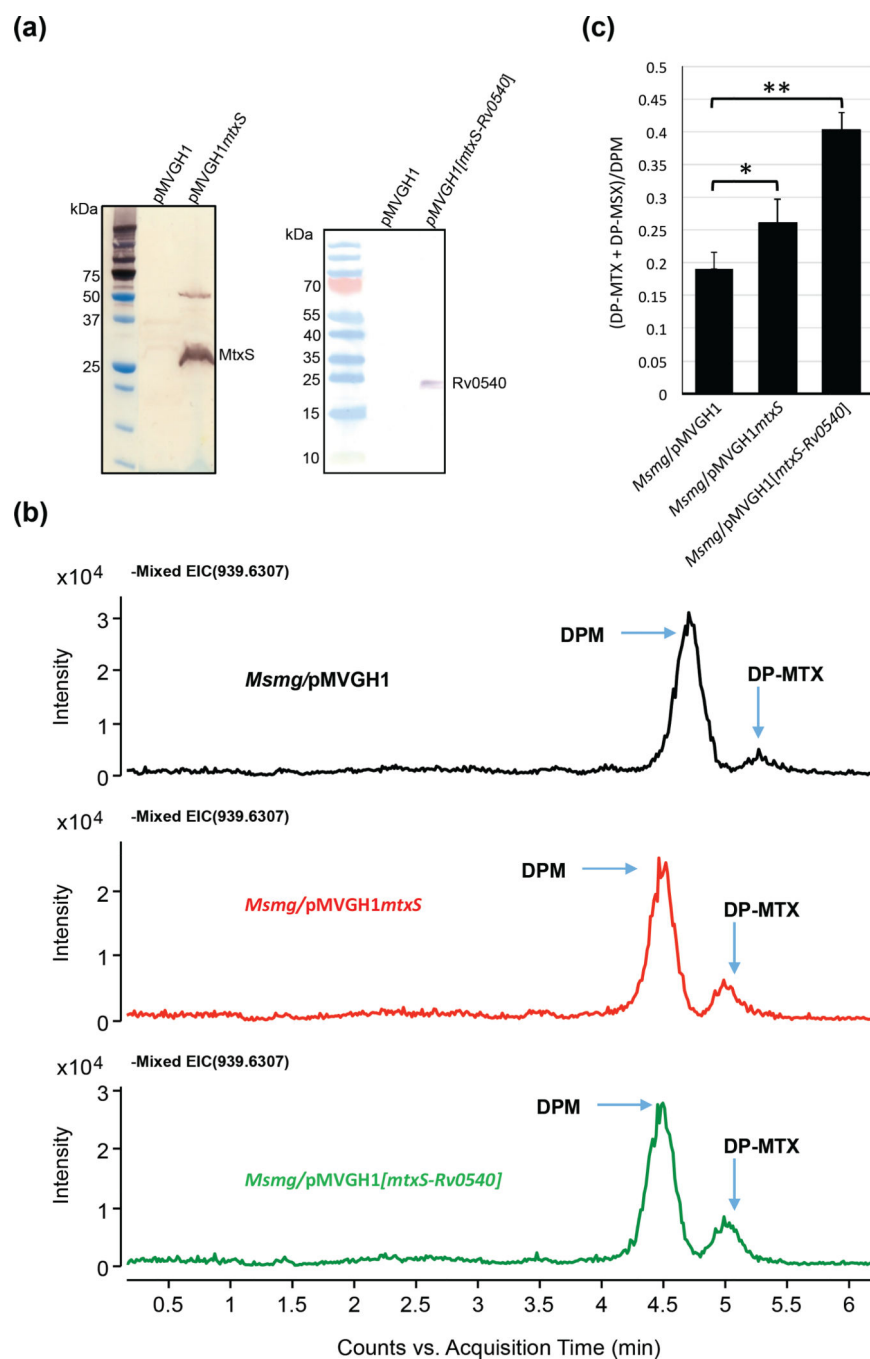 (a)
pMVGH1
pMVGH1mtxS
kDa
75
50
37
25
MtxS
pMVGH1
pMVGH1[mtxS-Rv0540]
kDa
70
55
40
35
25
15
10
Rv0540
(c)
(DP-MTX + DP-MSX)/DPM
0.5
0.45
0.4
0.35
0.3
0.25
0.2
0.15
0.1
0.05
0
**
*
Msmg/pMVGH1
Msmg/pMVGH1mtxS
Msmg/pMVGH1[mtxS-Rv0540]
(b)
x10⁴ -Mixed EIC(939.6307)
Intensity
3
2
1
0
Msmg/pMVGH1
DPM
DP-MTX
x10⁴ -Mixed EIC(939.6307)
Intensity
2
1
0
Msmg/pMVGH1mtxS
DPM
DP-MTX
x10⁴ -Mixed EIC(939.6307)
Intensity
3
2
1
0
Msmg/pMVGH1[mtxS-Rv0540]
DPM
DP-MTX
0.5 1 1.5 2 2.5 3 3.5 4 4.5 5 5.5 6
Counts vs. Acquisition Time (min)